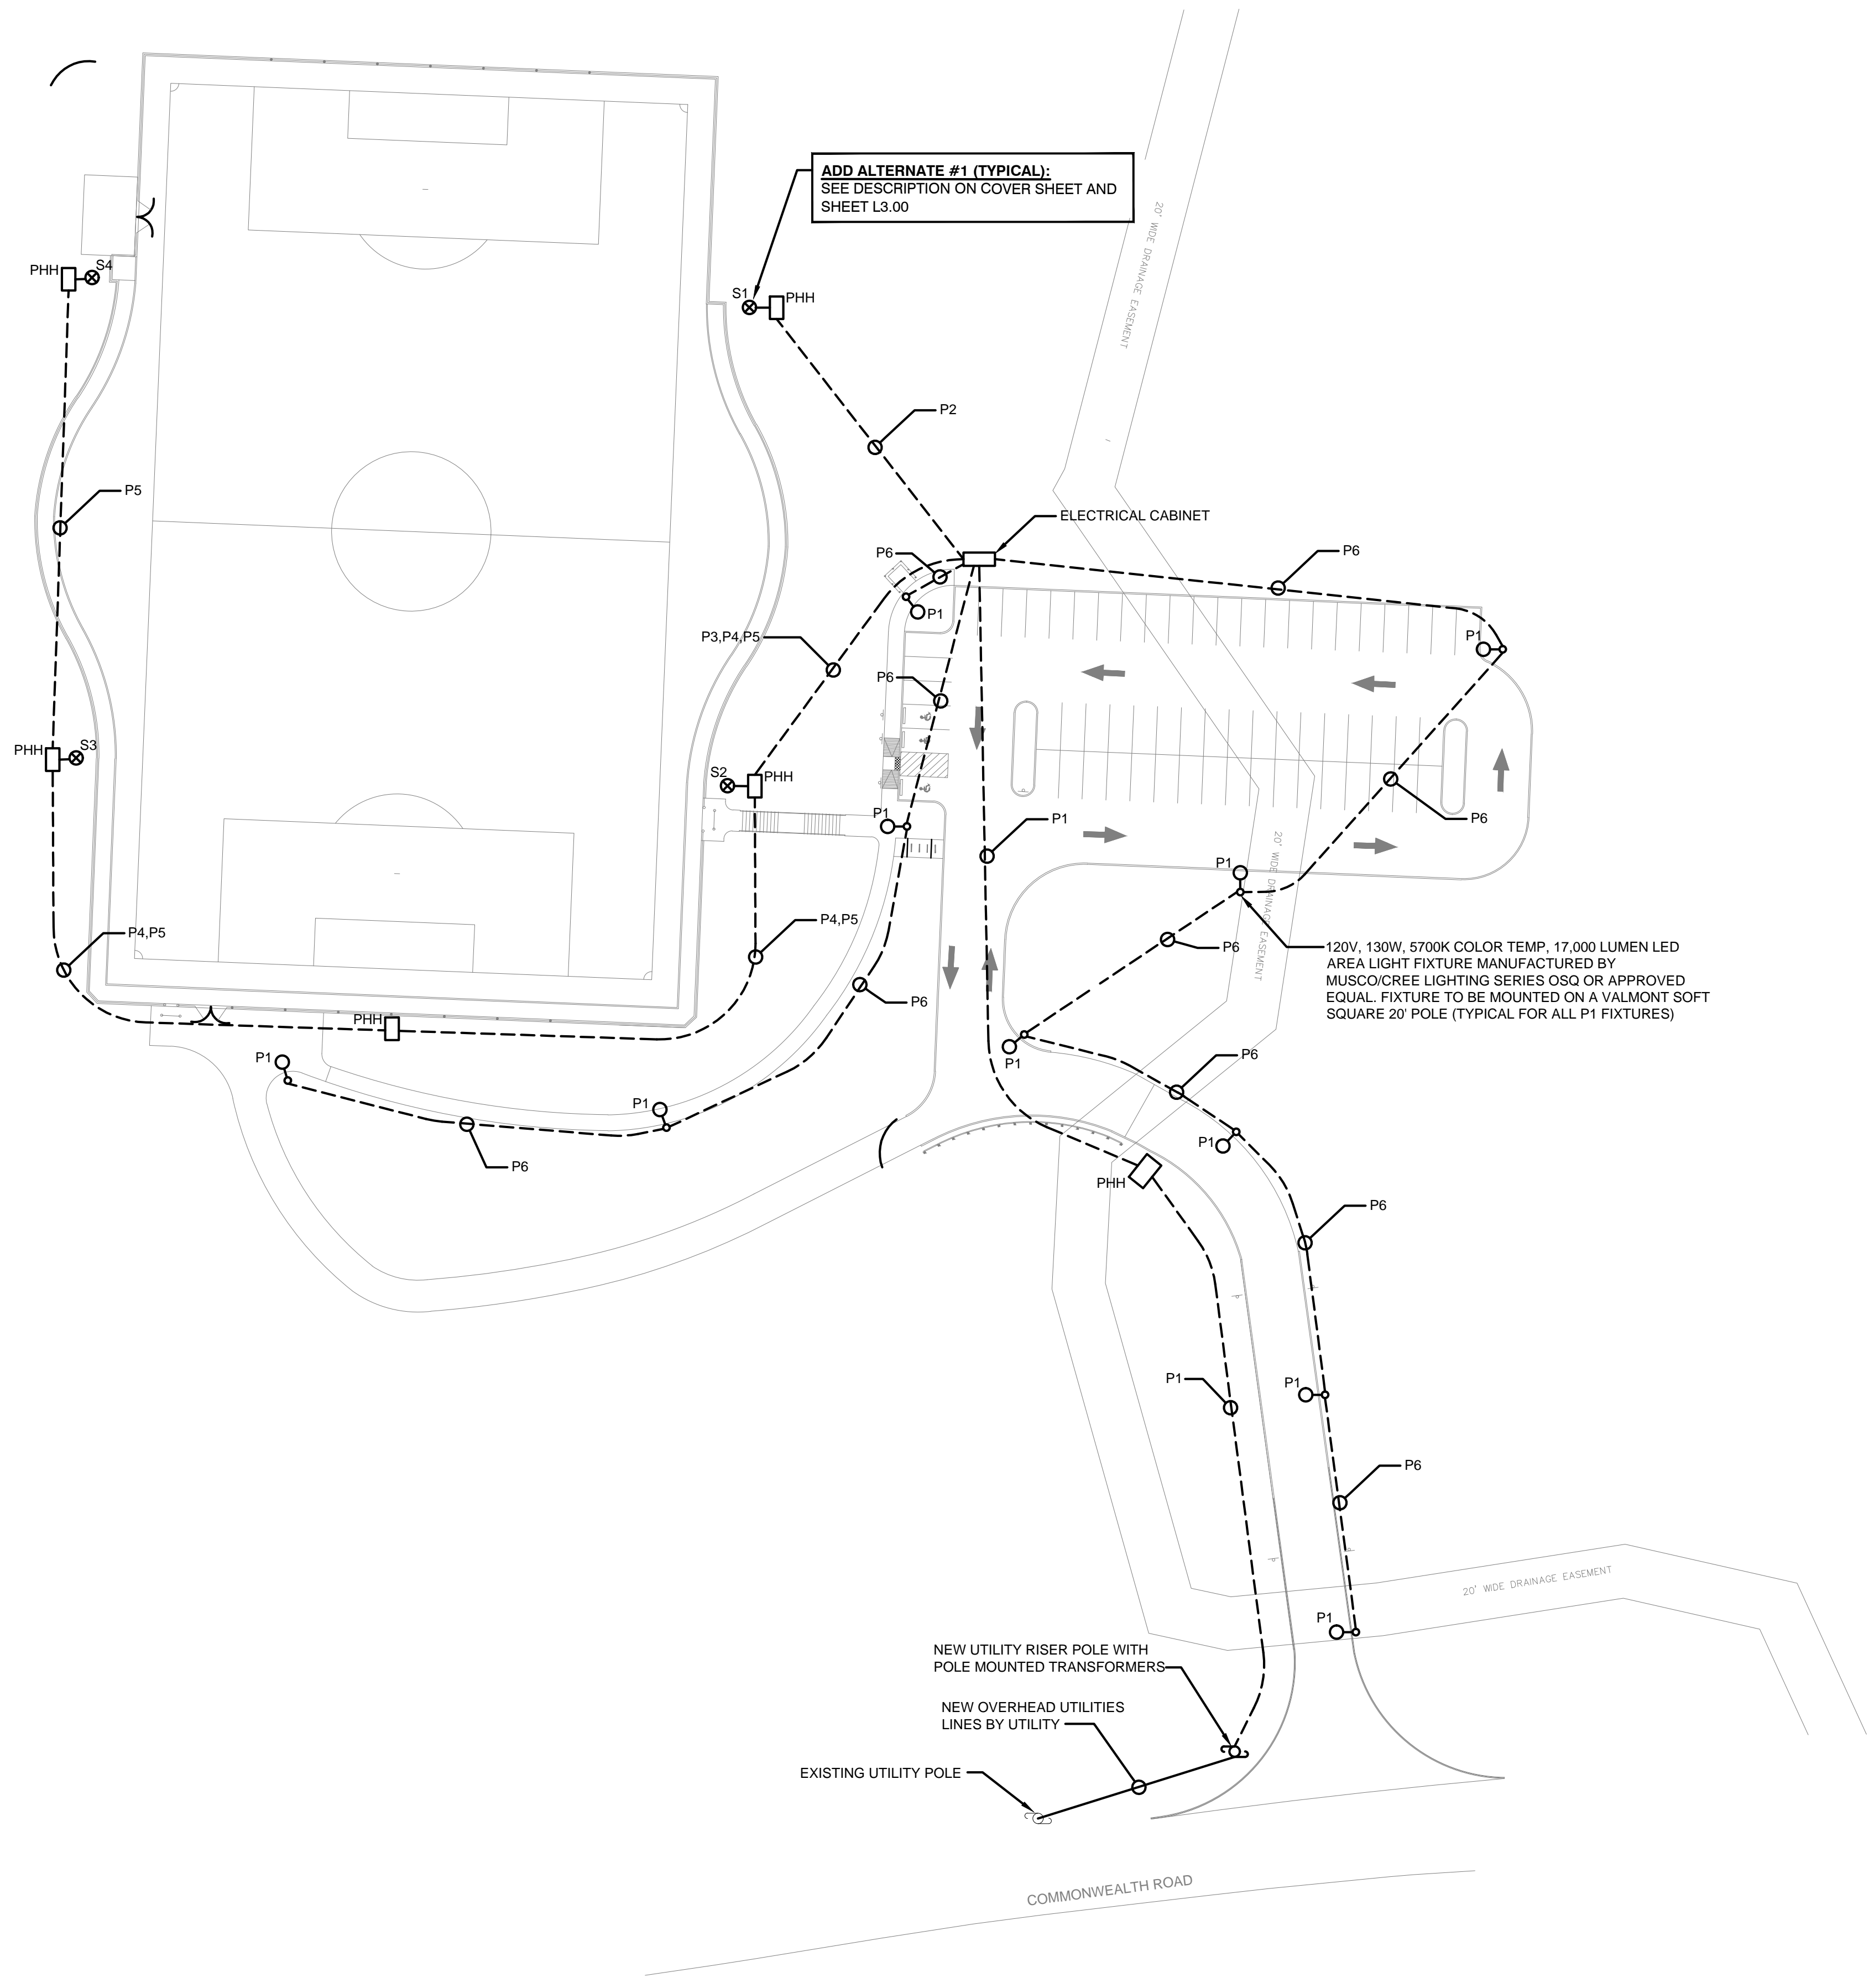 ADD ALTERNATE #1 (TYPICAL):
SEE DESCRIPTION ON COVER SHEET AND
SHEET L3.00
20' WIDE DRAINAGE EASEMENT
PHH
S4
S1
PHH
P2
P5
ELECTRICAL CABINET
P6
P6
P1
P3,P4,P5
P1
P6
PHH
S3
S2
PHH
P1
P1
P6
P1
20' WIDE DRAINAGE EASEMENT
P4,P5
P4,P5
P6
120V, 130W, 5700K COLOR TEMP, 17,000 LUMEN LED
AREA LIGHT FIXTURE MANUFACTURED BY
MUSCO/CREE LIGHTING SERIES OSQ OR APPROVED
EQUAL. FIXTURE TO BE MOUNTED ON A VALMONT SOFT
SQUARE 20' POLE (TYPICAL FOR ALL P1 FIXTURES)
P6
PHH
P1
P1
P6
P1
P1
P6
PHH
P6
P1
P1
P6
20' WIDE DRAINAGE EASEMENT
P1
NEW UTILITY RISER POLE WITH
POLE MOUNTED TRANSFORMERS
NEW OVERHEAD UTILITIES
LINES BY UTILITY
EXISTING UTILITY POLE
COMMONWEALTH ROAD